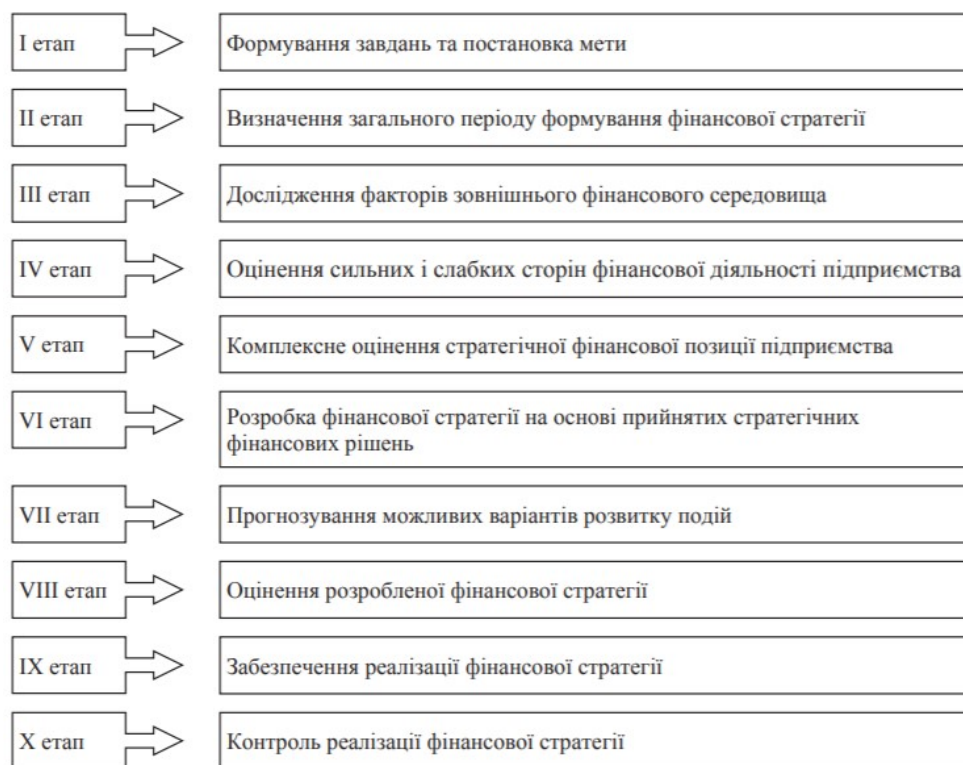 I етап
Формування завдань та постановка мети
II етап
Визначення загального періоду формування фінансової стратегії
III етап
Дослідження факторів зовнішнього фінансового середовища
IV етап
Оцінення сильних і слабких сторін фінансової діяльності підприємства
V етап
Комплексне оцінення стратегічної фінансової позиції підприємства
VI етап
Розробка фінансової стратегії на основі прийнятих стратегічних
фінансових рішень
VII етап
Прогнозування можливих варіантів розвитку подій
VIII етап
Оцінення розробленої фінансової стратегії
IX етап
Забезпечення реалізації фінансової стратегії
X етап
Контроль реалізації фінансової стратегії